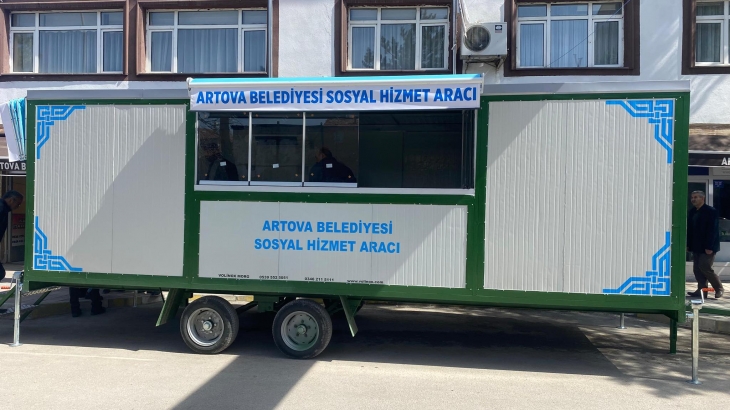 ARTOVA BELEDİYESİ SOSYAL HİZMET ARACI
ARTOVA BELEDİYESİ
SOSYAL HİZMET ARACI